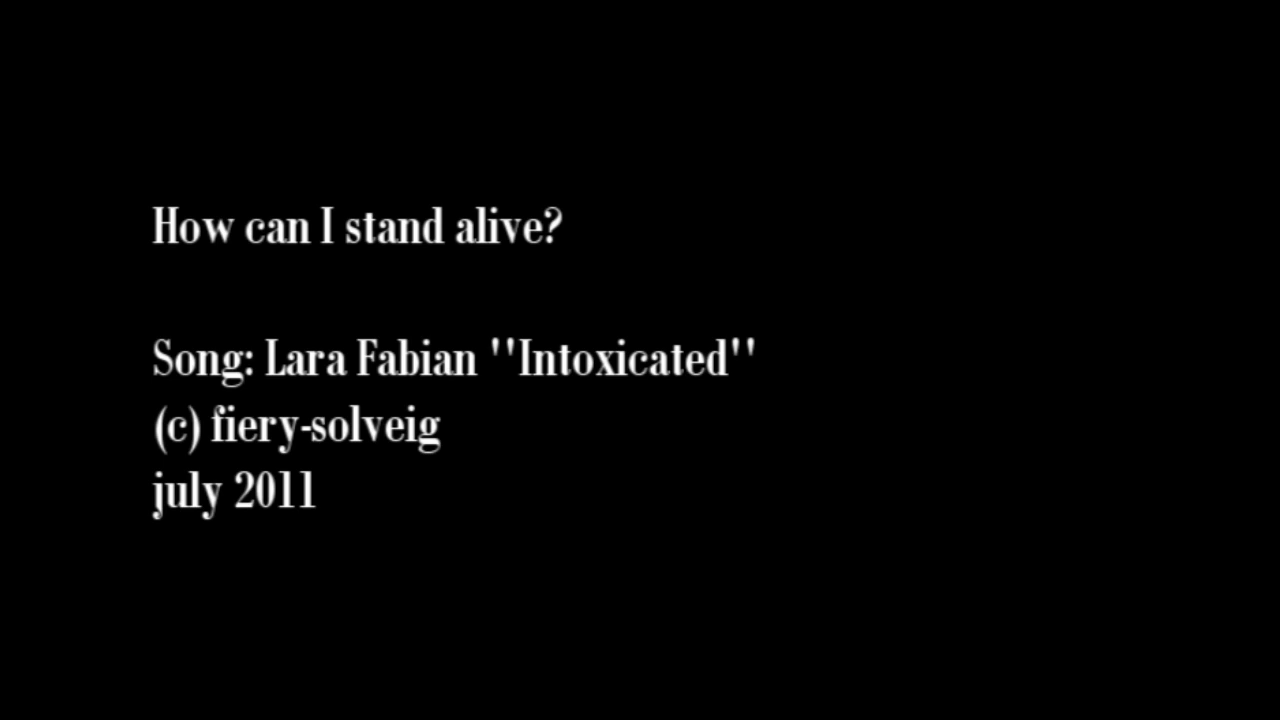 How can I stand alive?
Song: Lara Fabian ''Intoxicated''
(c) fiery-solveig
july 2011